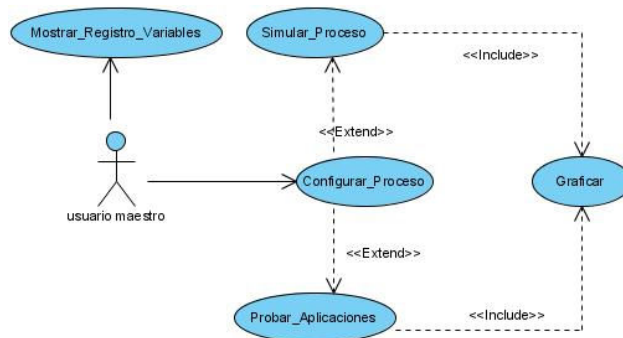 Mostrar_Registro_Variables
Simular_Proceso
<<Include>>
<<Extend>>
Configurar_Proceso
Graficar
usuario maestro
<<Extend>>
Probar_Aplicaciones
<<Include>>